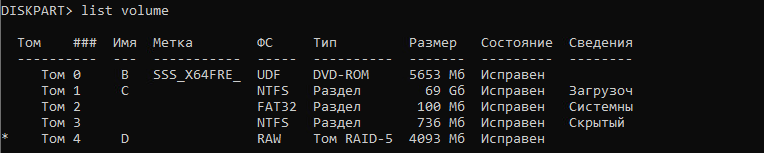 DISKPART> list volume
Том ### Имя Метка ФС Тип Размер Состояние Сведения
---------- --- ----------- ----- ---------- ------- --------- --------
Том 0 B SSS_X64FRE_ UDF DVD-ROM 5653 Мб Исправен
Том 1 C NTFS Раздел 69 Gб Исправен Загрузоч
Том 2 FAT32 Раздел 100 Мб Исправен Системны
Том 3 NTFS Раздел 736 Мб Исправен Скрытый
* Том 4 D RAW Том RAID-5 4093 Мб Исправен